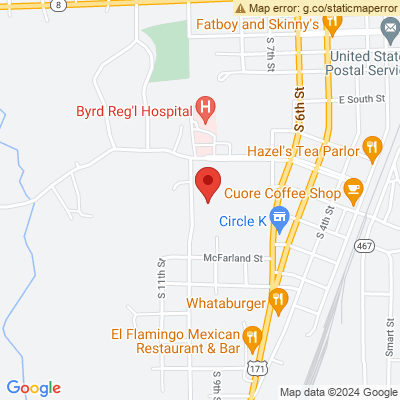 Map error: g.co/staticmaperror
8
Fatboy and Skinny's
S 7th St
United State
Postal Service
S 6th St
E South St
Byrd Reg'l Hospital
H
Hazel's Tea Parlor
Cuore Coffee Shop
Circle K
S 4th St
467
McFarland St
S 11th St
Whataburger
El Flamingo Mexican
Restaurant & Bar
Smart St
171
S 9th S
Google
Map data ©2024 Google